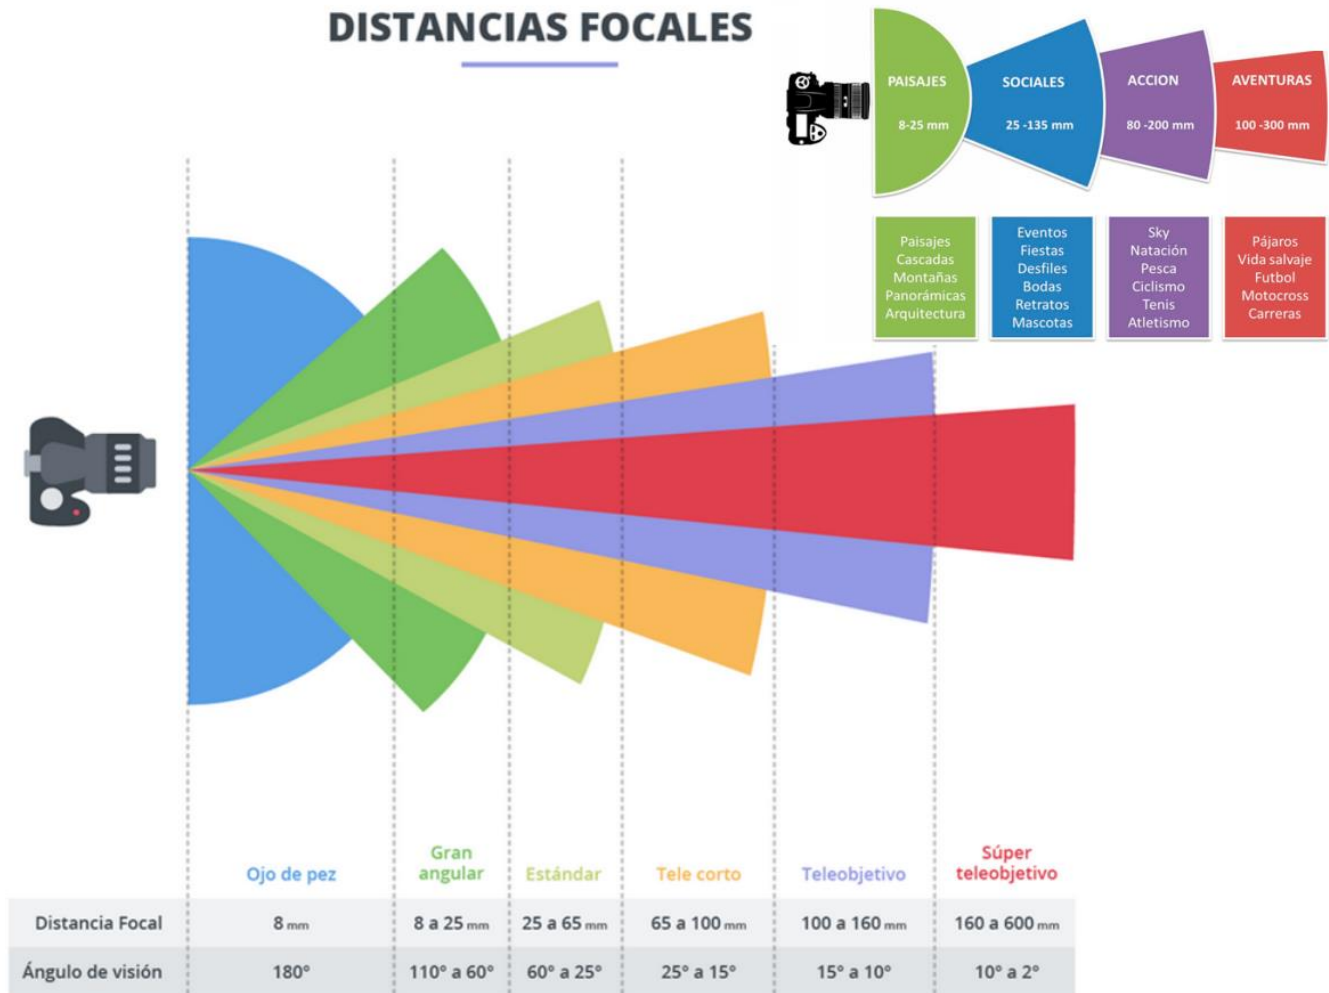 DISTANCIAS FOCALES
PAISAJES
8-25 mm
SOCIALES
25 -135 mm
ACCION
80 -200 mm
AVENTURAS
100 -300 mm
Paisajes
Cascadas
Montañas
Panorámicas
Arquitectura
Eventos
Fiestas
Desfiles
Bodas
Retratos
Mascotas
Sky
Natación
Pesca
Ciclismo
Tenis
Atletismo
Pájaros
Vida salvaje
Futbol
Motocross
Carreras
Ojo de pez
Gran
angular
Estándar
Tele corto
Teleobjetivo
Súper
teleobjetivo
Distancia Focal
8 mm
8 a 25 mm
25 a 65 mm
65 a 100 mm
100 a 160 mm
160 a 600 mm
Ángulo de visión
180°
110° a 60°
60° a 25°
25° a 15°
15° a 10°
10° a 2°